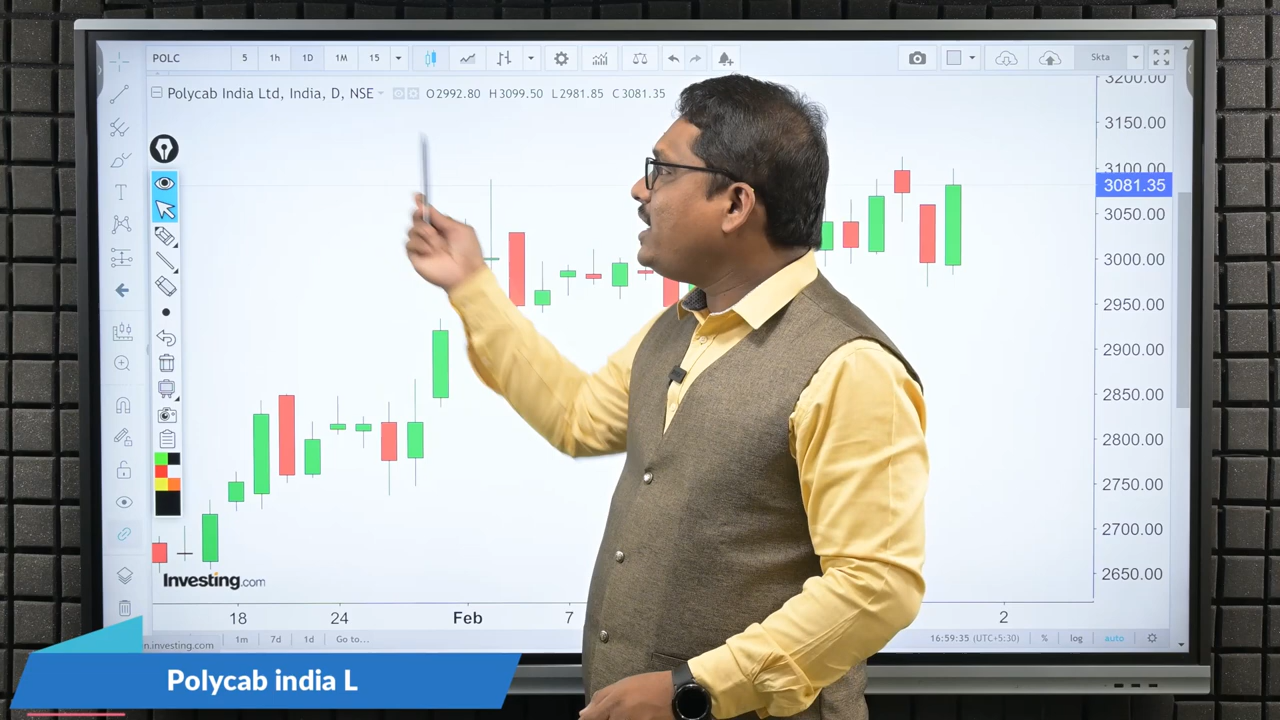 POLC 5 1h 1D 1M 15 Skta
Polycab India Ltd, India, D, NSE O2992.80 H3099.50 L2981.85 C3081.35
3200.00
3150.00
3100.00
3081.35
3050.00
3000.00
2950.00
2900.00
2850.00
2800.00
2750.00
2700.00
2650.00
Investing.com
18 24 Feb 7 2
n.investing.com 1m 7d 1d Go to... 16:59:35 (UTC+5:30) % log auto
Polycab india L